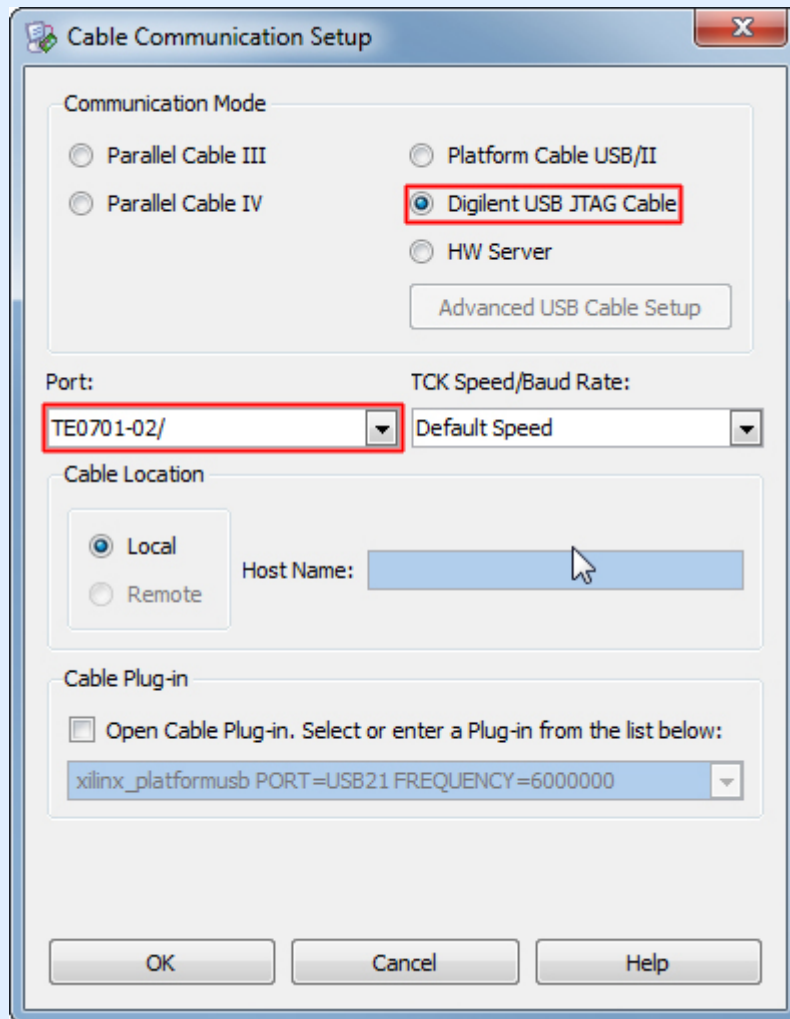 Cable Communication Setup
Communication Mode
Parallel Cable III
Platform Cable USB/II
Parallel Cable IV
Digilent USB JTAG Cable
HW Server
Advanced USB Cable Setup
Port:
TCK Speed/Baud Rate:
TE0701-02/
Default Speed
Cable Location
Local
Host Name:
Remote
Cable Plug-in
Open Cable Plug-in. Select or enter a Plug-in from the list below:
xilinx_platformusb PORT=USB21 FREQUENCY=6000000
OK
Cancel
Help